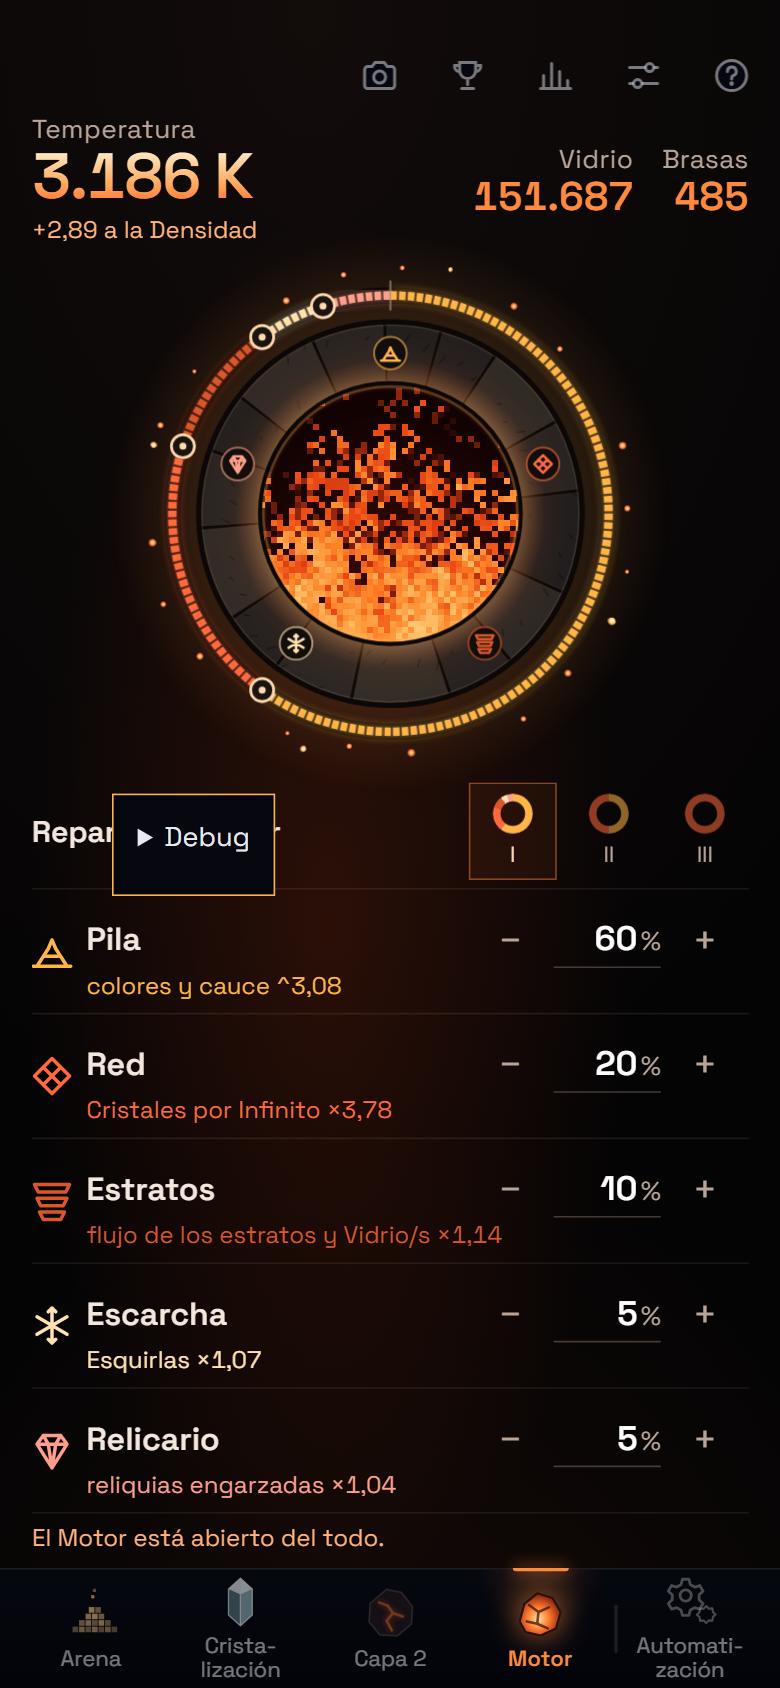 Temperatura
3.186 K
+2,89 a la Densidad
Vidrio Brasas
151.687 485
Debug
I II III
Pila
colores y cauce ^3,08
− 60% +
Red
Cristales por Infinito ×3,78
− 20% +
Estratos
flujo de los estratos y Vidrio/s ×1,14
− 10% +
Escarcha
Esquirlas ×1,07
− 5% +
Relicario
reliquias engarzadas ×1,04
− 5% +
El Motor está abierto del todo.
Arena
Crista-
lización
Capa 2
Motor
Automati-
zación